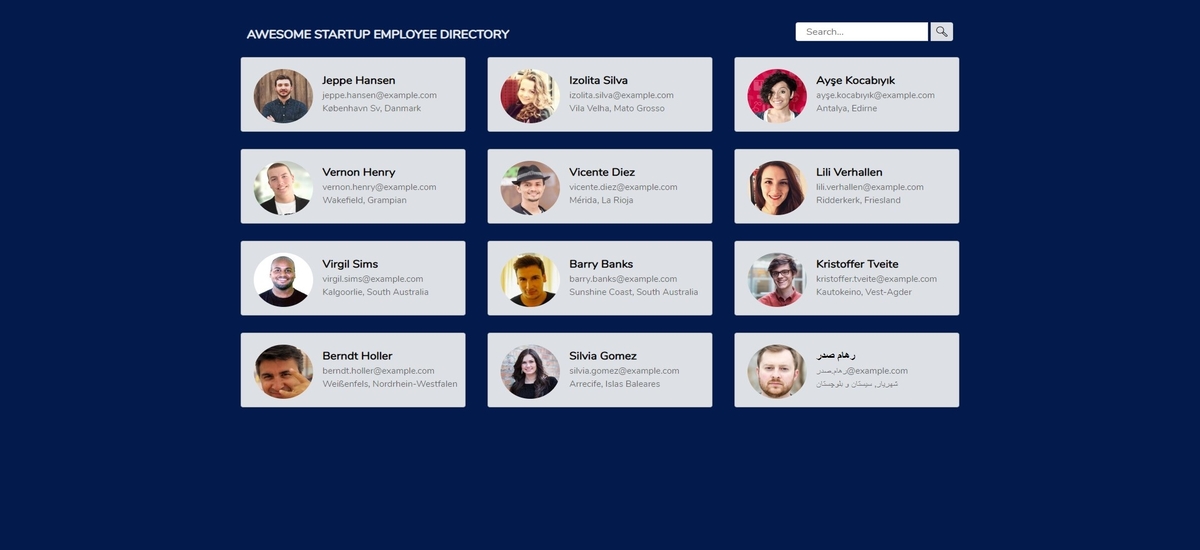 AWESOME STARTUP EMPLOYEE DIRECTORY
Search...
Jeppe Hansen
jeppe.hansen@example.com
København Sv, Danmark
Izolita Silva
izolita.silva@example.com
Vila Velha, Mato Grosso
Ayşe Kocabıyık
ayşe.kocabıyık@example.com
Antalya, Edirne
Vernon Henry
vernon.henry@example.com
Wakefield, Grampian
Vicente Diez
vicente.diez@example.com
Mérida, La Rioja
Lili Verhallen
lili.verhallen@example.com
Ridderkerk, Friesland
Virgil Sims
virgil.sims@example.com
Kalgoorlie, South Australia
Barry Banks
barry.banks@example.com
Sunshine Coast, South Australia
Kristoffer Tveite
kristoffer.tveite@example.com
Kautokeino, Vest-Agder
Berndt Holler
berndt.holler@example.com
Weißenfels, Nordrhein-Westfalen
Silvia Gomez
silvia.gomez@example.com
Arrecife, Islas Baleares
رهام صدر
رهام.صدر@example.com
شهریار, سیستان و بلوچستان